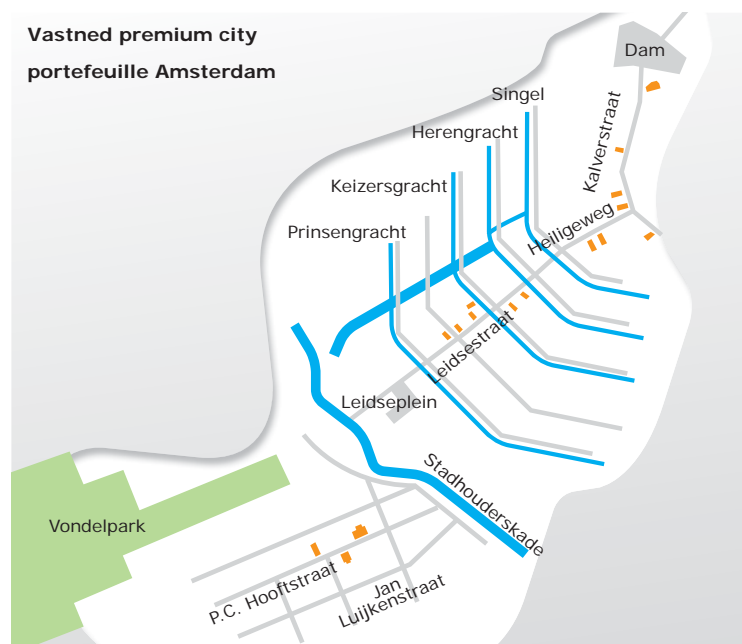 Vastned premium city
portefeuille Amsterdam
Dam
Singel
Kalverstraat
Herengracht
Keizersgracht
Heiligeweg
Prinsengracht
Leidsestraat
Leidseplein
Stadhouderskade
Vondelpark
P.C. Hooftstraat
Jan
Luijkenstraat